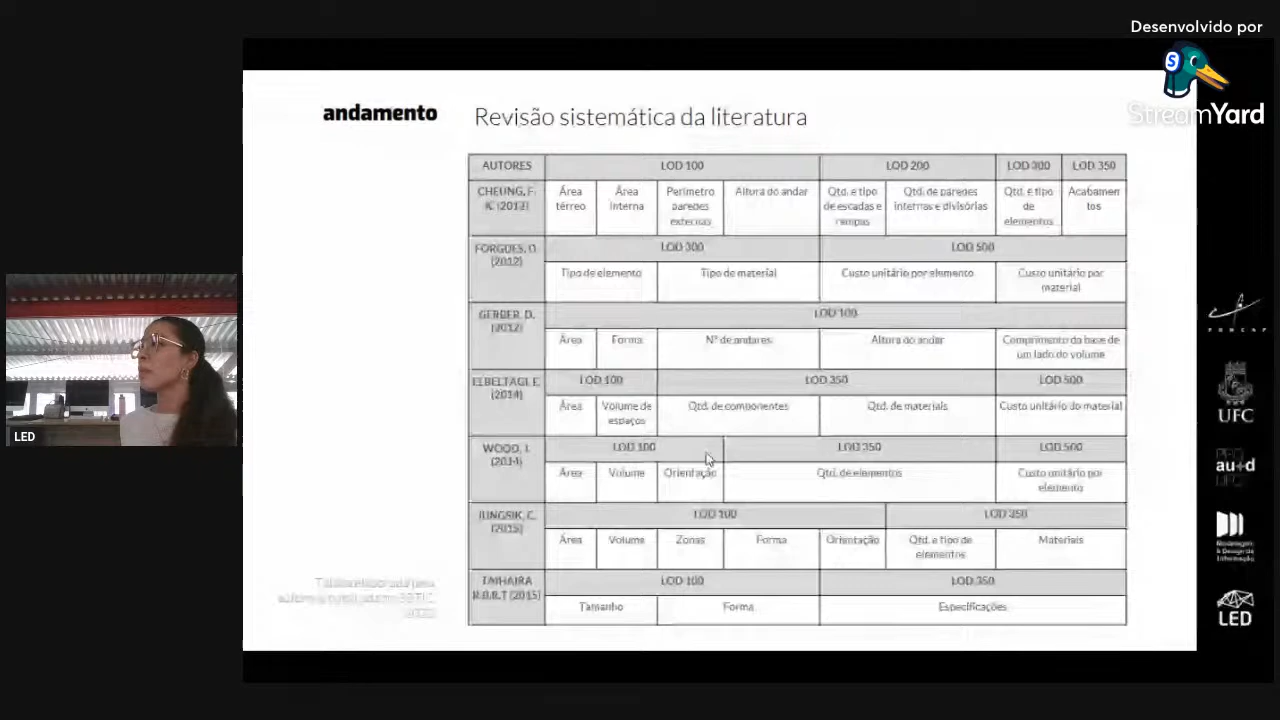 Desenvolvido por
StreamYard
andamento
Revisão sistemática da literatura
AUTORES LOD 100 LOD 200 LOD 300 LOD 350
CHEUNG, F. K. (2012) Área térreo Área interna Perímetro paredes externas Altura do andar Qtd. e tipo de escadas e rampas Qtd. de paredes internas e divisórias Qtd. e tipo de elementos Acabamentos
FORGUES, D. (2012) LOD 300 LOD 500
Tipo de elemento Tipo de material Custo unitário por elemento Custo unitário por material
GERBER, D. (2012) LOD 100
Área Forma Nº de andares Altura do andar Comprimento da base de um lado do volume
ELBELTAGI, E. (2014) LOD 100 LOD 350 LOD 500
Área Volume de espaços Qtd. de componentes Qtd. de materiais Custo unitário do material
WOOD, J. (2014) LOD 100 LOD 350 LOD 500
Área Volume Orientação Qtd. de elementos Custo unitário por elemento
JUNGSIK, C. (2015) LOD 100 LOD 350
Área Volume Zonas Forma Orientação Qtd. e tipo de elementos Materiais
(2015) LOD 100 LOD 350
Tamanho Forma Especificações
LED
UFC
LED